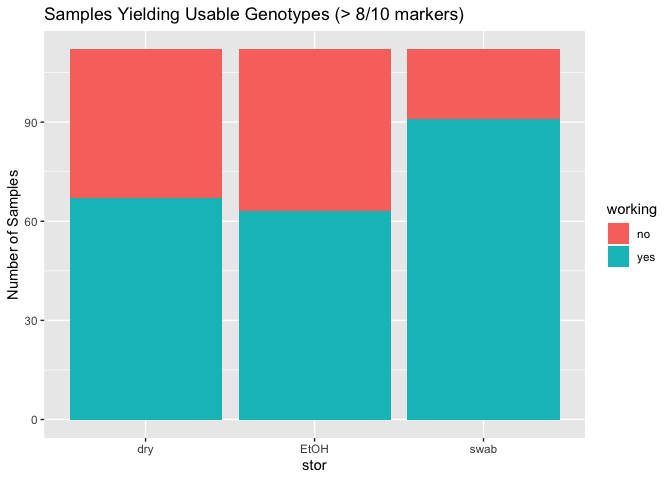 Samples Yielding Usable Genotypes (> 8/10 markers)
Number of Samples
90
60
30
0
dry
EtOH
swab
stor
working
no
yes